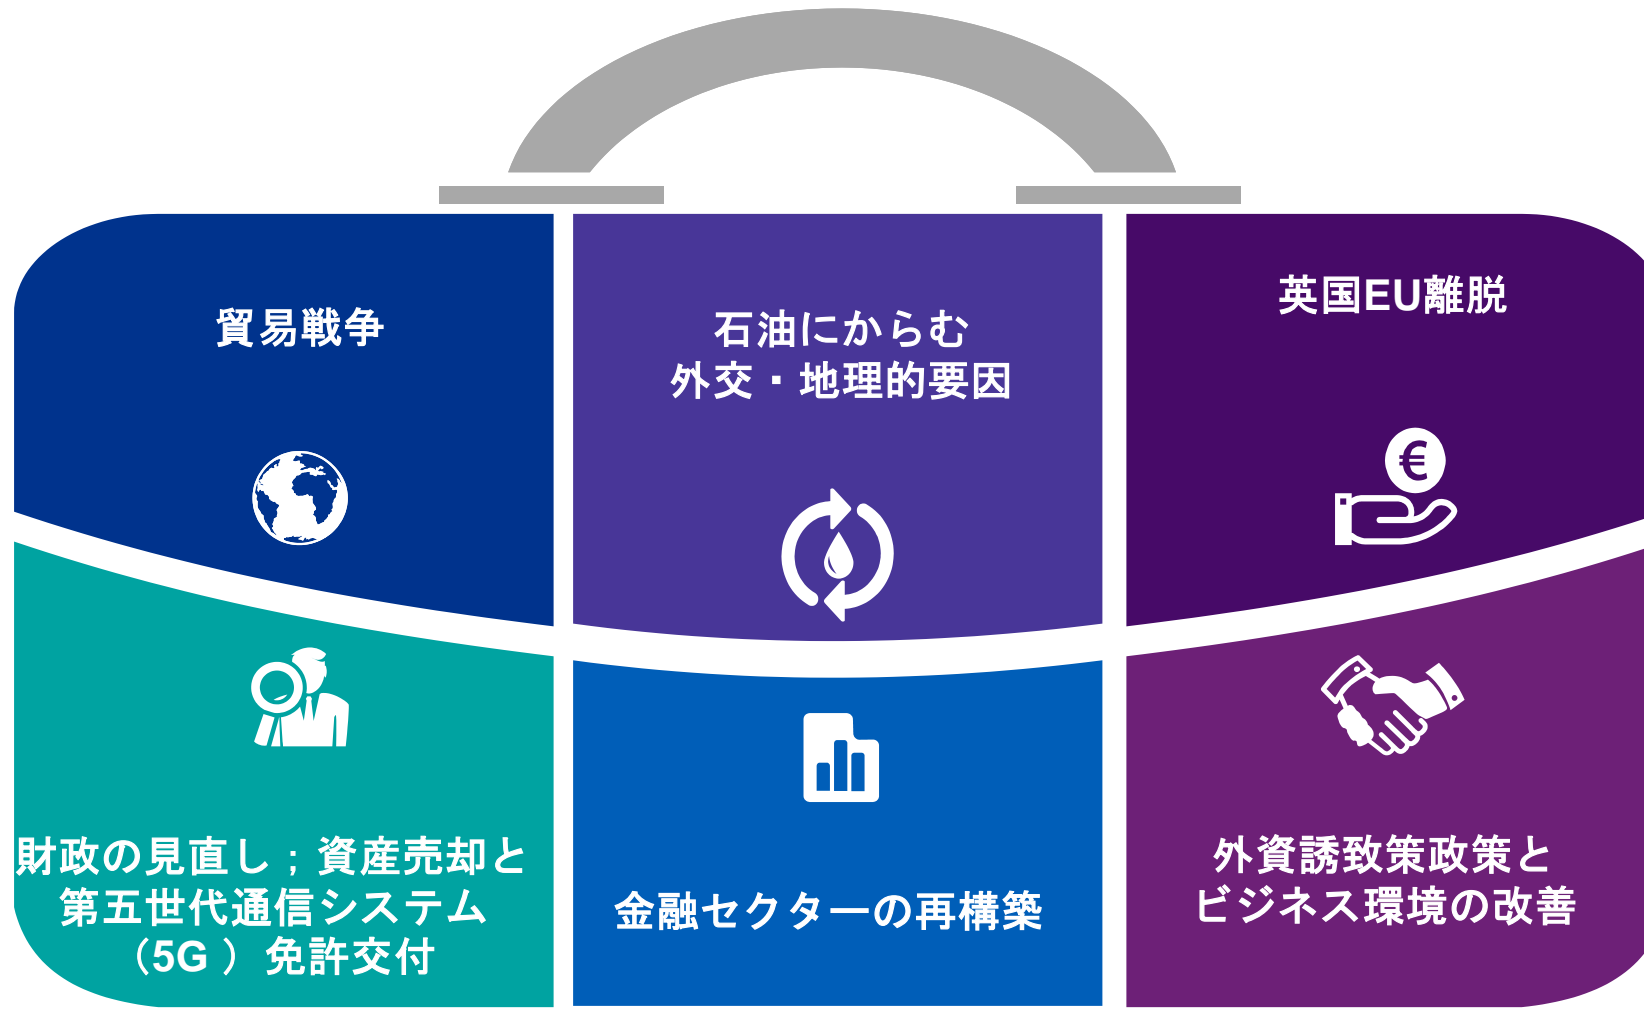 貿易戦争
石油にからむ
外交・地理的要因
英国EU離脱
€
財政の見直し；資産売却と
第五世代通信システム
（5G ）免許交付
金融セクターの再構築
外資誘致策政策と
ビジネス環境の改善